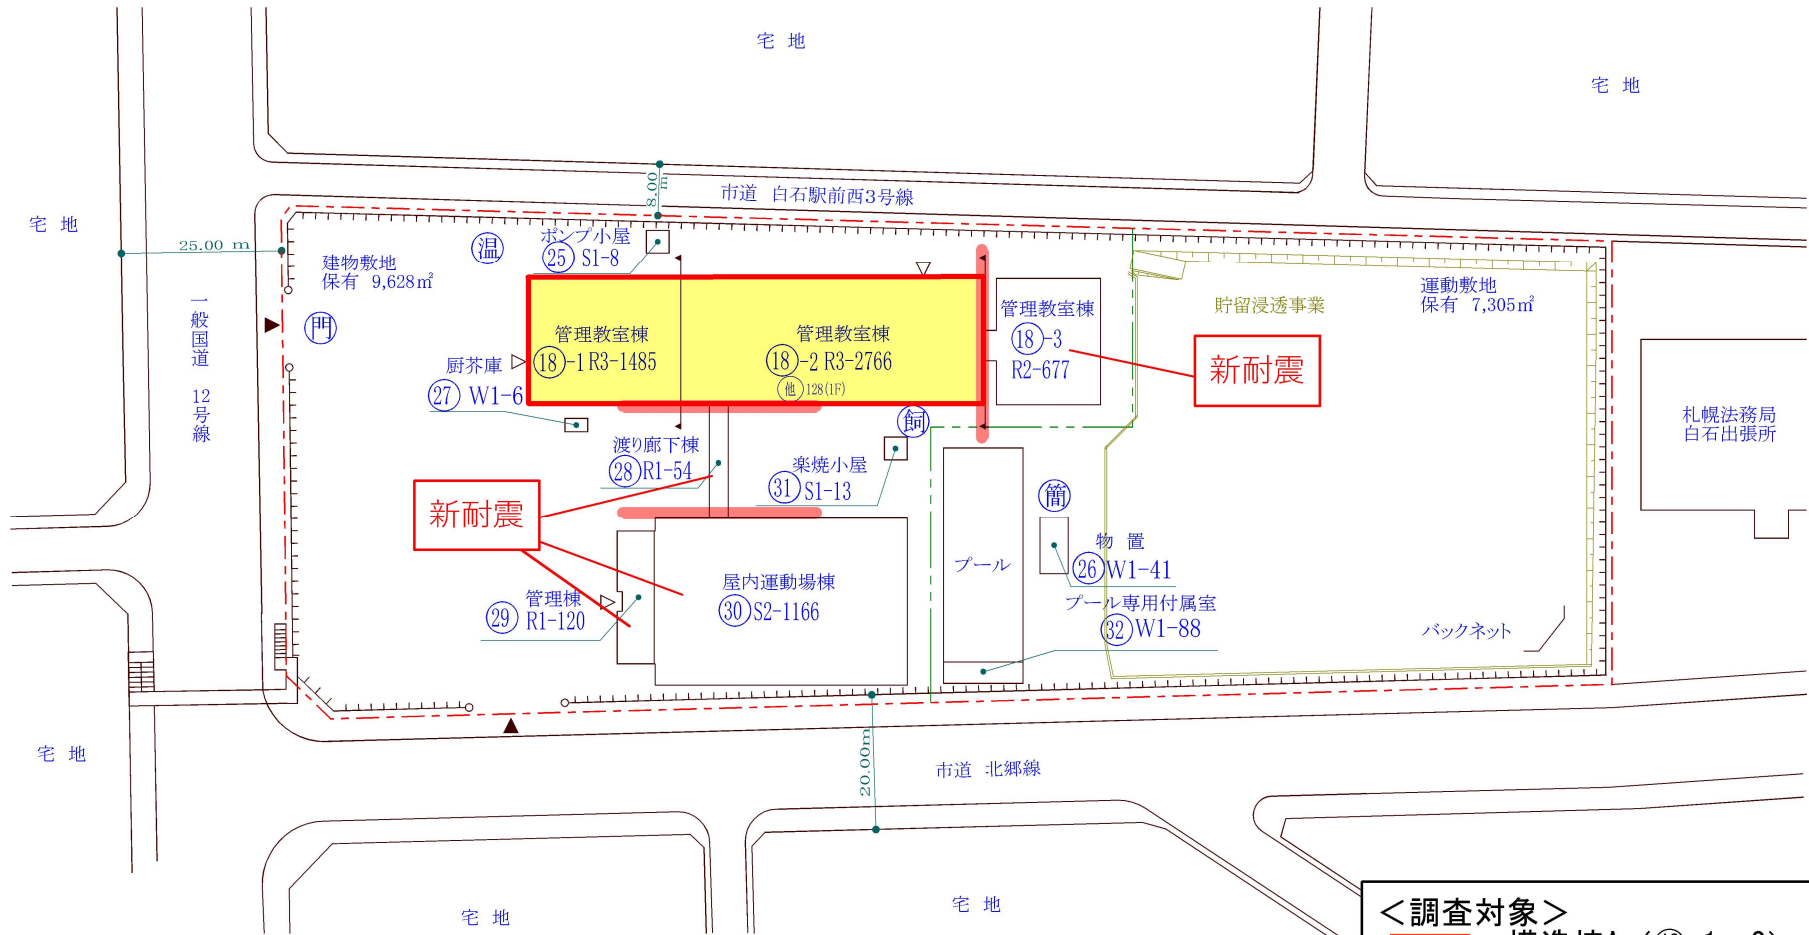 宅 地
宅 地
市道 白石駅前西3号線
8.00 m
宅 地
25.00 m
建物敷地
保有 9,628㎡
温
ポンプ小屋
㉕ S1-8
門
一般国道 12号線
管理教室棟
⑱-1 R3-1485
管理教室棟
⑱-2 R3-2766
他 128(1F)
管理教室棟
⑱-3
R2-677
新耐震
貯留浸透事業
運動敷地
保有 7,305㎡
厨芥庫
㉗ W1-6
飼
札幌法務局
白石出張所
渡り廊下棟
㉘ R1-54
楽焼小屋
㉛ S1-13
新耐震
簡
物 置
㉖ W1-41
プール
屋内運動場棟
㉚ S2-1166
管理棟
㉙ R1-120
プール専用付属室
㉜ W1-88
バックネット
宅 地
20.00m
市道 北郷線
宅 地
宅 地
<調査対象>